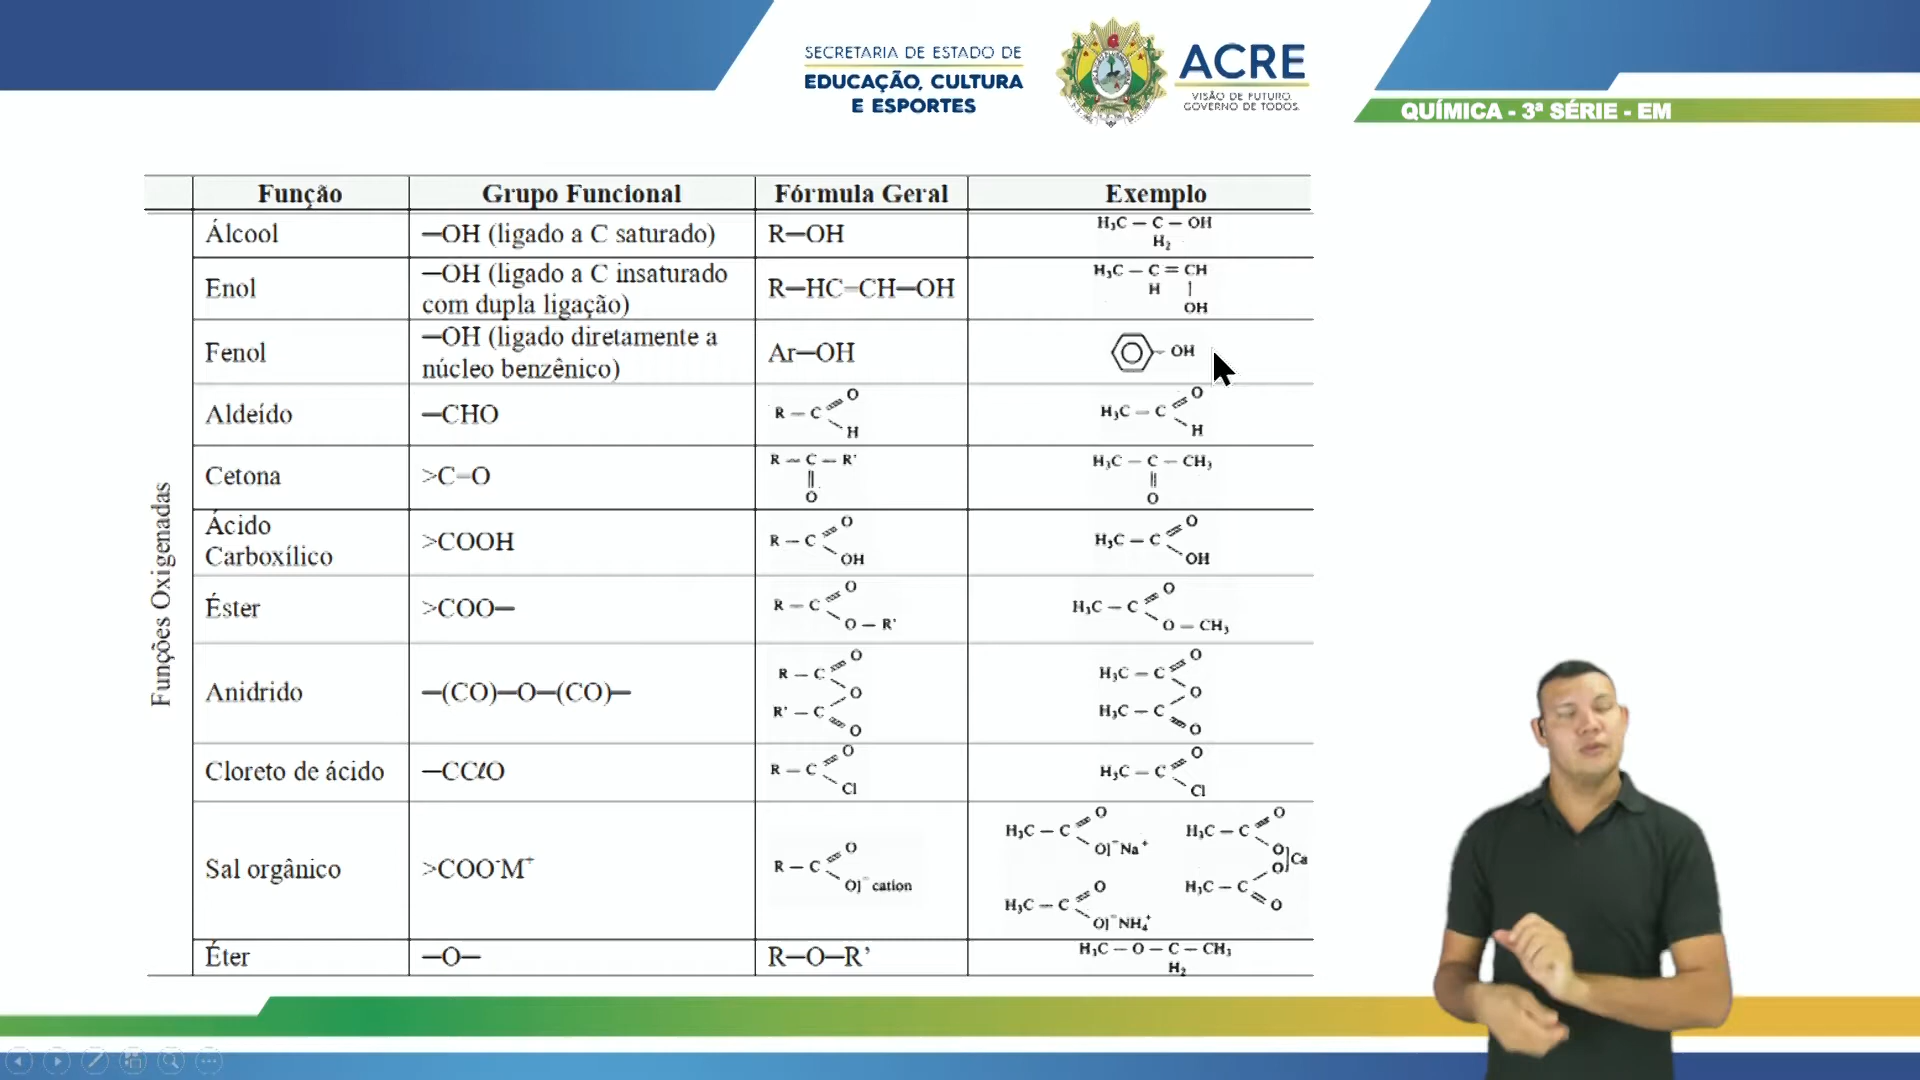 SECRETARIA DE ESTADO DE
EDUCAÇÃO, CULTURA
E ESPORTES
ACRE
VISÃO DE FUTURO.
GOVERNO DE TODOS.
QUÍMICA - 3ª SÉRIE - EM
Função Grupo Funcional Fórmula Geral Exemplo
Funções Oxigenadas
Álcool —OH (ligado a C saturado) R—OH H₃C — C — OH
H₂
Enol —OH (ligado a C insaturado
com dupla ligação) R—HC=CH—OH H₃C — C = CH
H
OH
Fenol —OH (ligado diretamente a
núcleo benzênico) Ar—OH — OH
Aldeído —CHO R — C O H H₃C — C O H
Cetona >C=O R — C — R' O H₃C — C — CH₃ O
Ácido
Carboxílico >COOH R — C O OH H₃C — C O OH
Éster >COO— R — C O O — R' H₃C — C O O — CH₃
Anidrido —(CO)—O—(CO)— R — C O O R' — C O H₃C — C O O H₃C — C O
Cloreto de ácido —CCℓO R — C O Cl H₃C — C O Cl
Sal orgânico >COO⁻M⁺ R — C O O]⁻ cation H₃C — C O O]⁻ Na⁺ H₃C — C O O]Ca O H₃C — C O
H₃C — C O O]⁻ NH₄⁺
Éter —O— R—O—R’ H₃C — O — C — CH₃
H₂